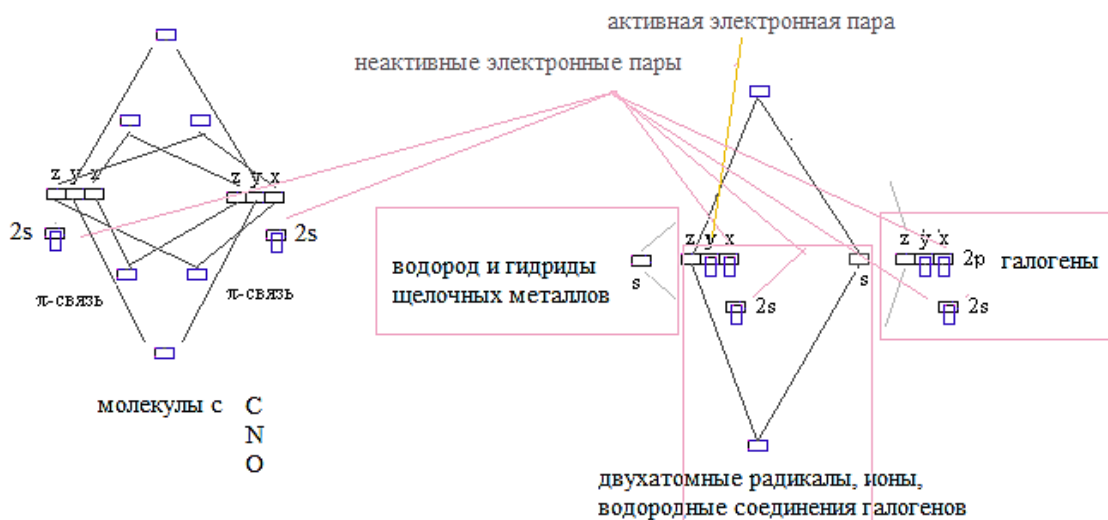 активная электронная пара
неактивные электронные пары
z y x
z y x
2s
2s
π-связь
π-связь
молекулы с C
N
O
водород и гидриды
щелочных металлов
s
z y x
2s
s
z y x
2p
2s
галогены
двухатомные радикалы, ионы,
водородные соединения галогенов